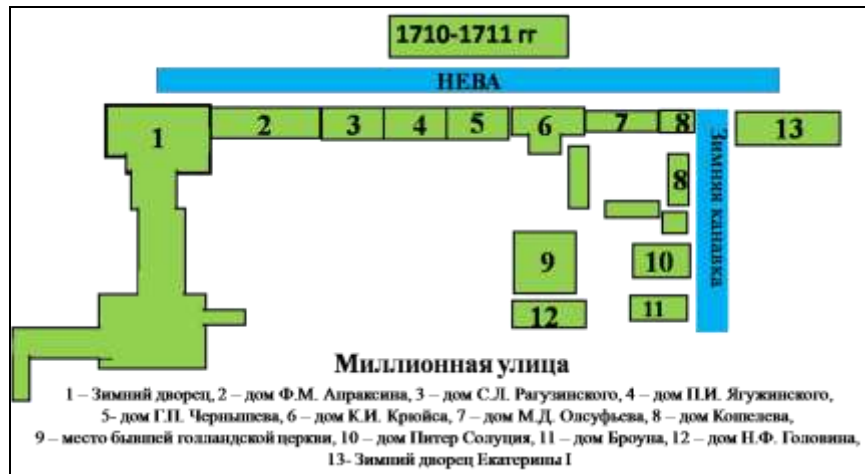 1710-1711 гг
НЕВА
1
2
3
4
5
6
7
8
13
8
Зимняя канавка
9
10
11
12
Миллионная улица
1 – Зимний дворец, 2 – дом Ф.М. Апраксина, 3 – дом С.Л. Рагузинского, 4 – дом П.И. Ягужинского,
5- дом Г.П. Чернышева, 6 – дом К.И. Крюйса, 7 – дом М.Д. Олсуфьева, 8 – дом Кошелева,
9 – место бывшей голландской церкви, 10 – дом Питер Солуция, 11 – дом Броуна, 12 – дом Н.Ф. Головина,
13- Зимний дворец Екатерины I